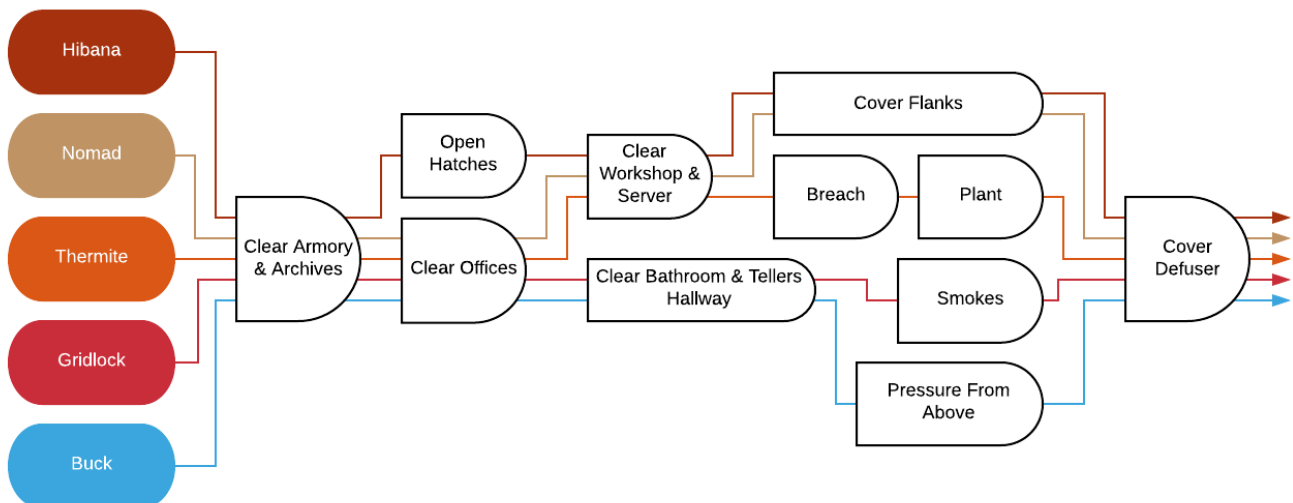 Hibana
Nomad
Thermite
Gridlock
Buck
Clear Armory
& Archives
Open
Hatches
Clear Offices
Clear
Workshop &
Server
Clear Bathroom & Tellers
Hallway
Cover Flanks
Breach
Plant
Smokes
Pressure From
Above
Cover
Defuser